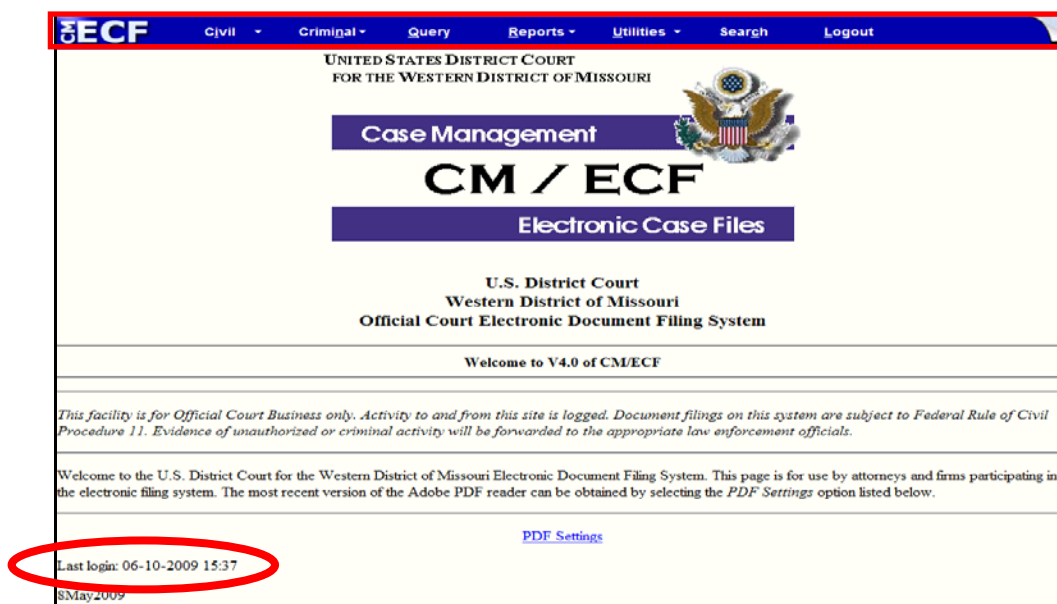 CM ECF Civil Criminal Query Reports Utilities Search Logout
UNITED STATES DISTRICT COURT
FOR THE WESTERN DISTRICT OF MISSOURI
Case Management
CM / ECF
Electronic Case Files
U.S. District Court
Western District of Missouri
Official Court Electronic Document Filing System
Welcome to V4.0 of CM/ECF
This facility is for Official Court Business only. Activity to and from this site is logged. Document filings on this system are subject to Federal Rule of Civil
Procedure 11. Evidence of unauthorized or criminal activity will be forwarded to the appropriate law enforcement officials.
Welcome to the U.S. District Court for the Western District of Missouri Electronic Document Filing System. This page is for use by attorneys and firms participating in
the electronic filing system. The most recent version of the Adobe PDF reader can be obtained by selecting the PDF Settings option listed below.
PDF Settings
Last login: 06-10-2009 15:37
8May2009